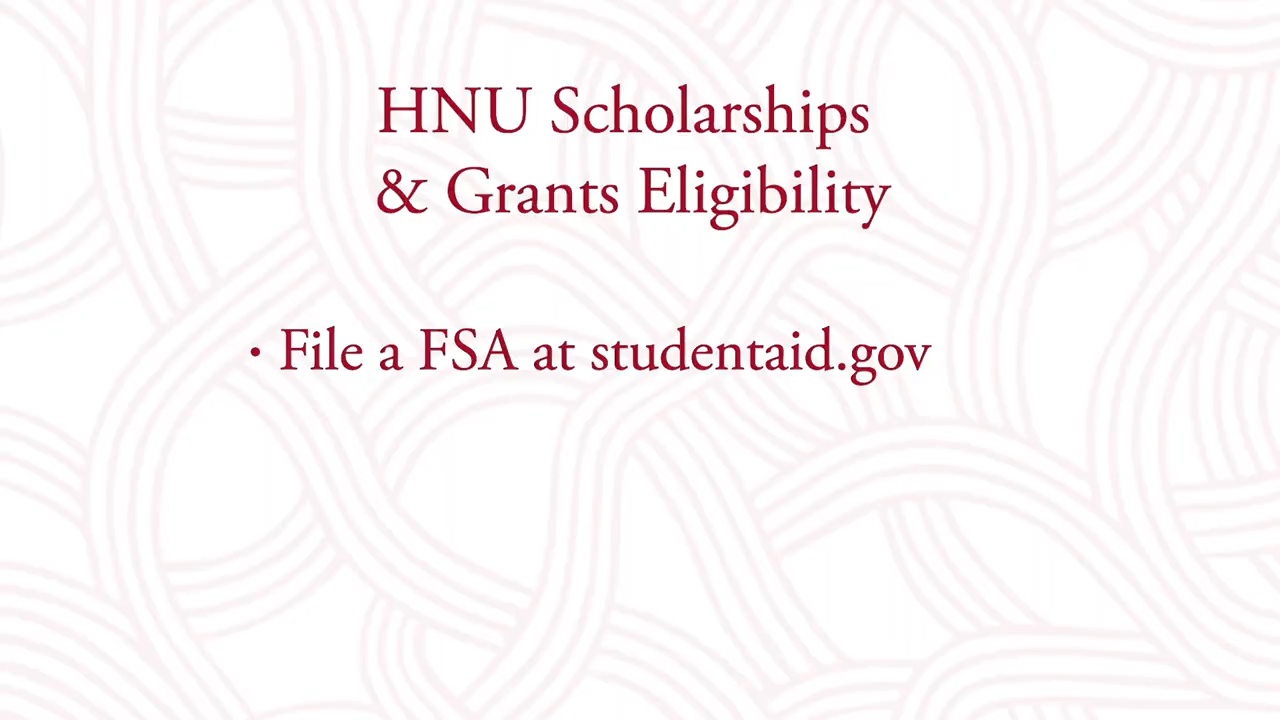 HNU Scholarships
& Grants Eligibility
• File a FSA at studentaid.gov